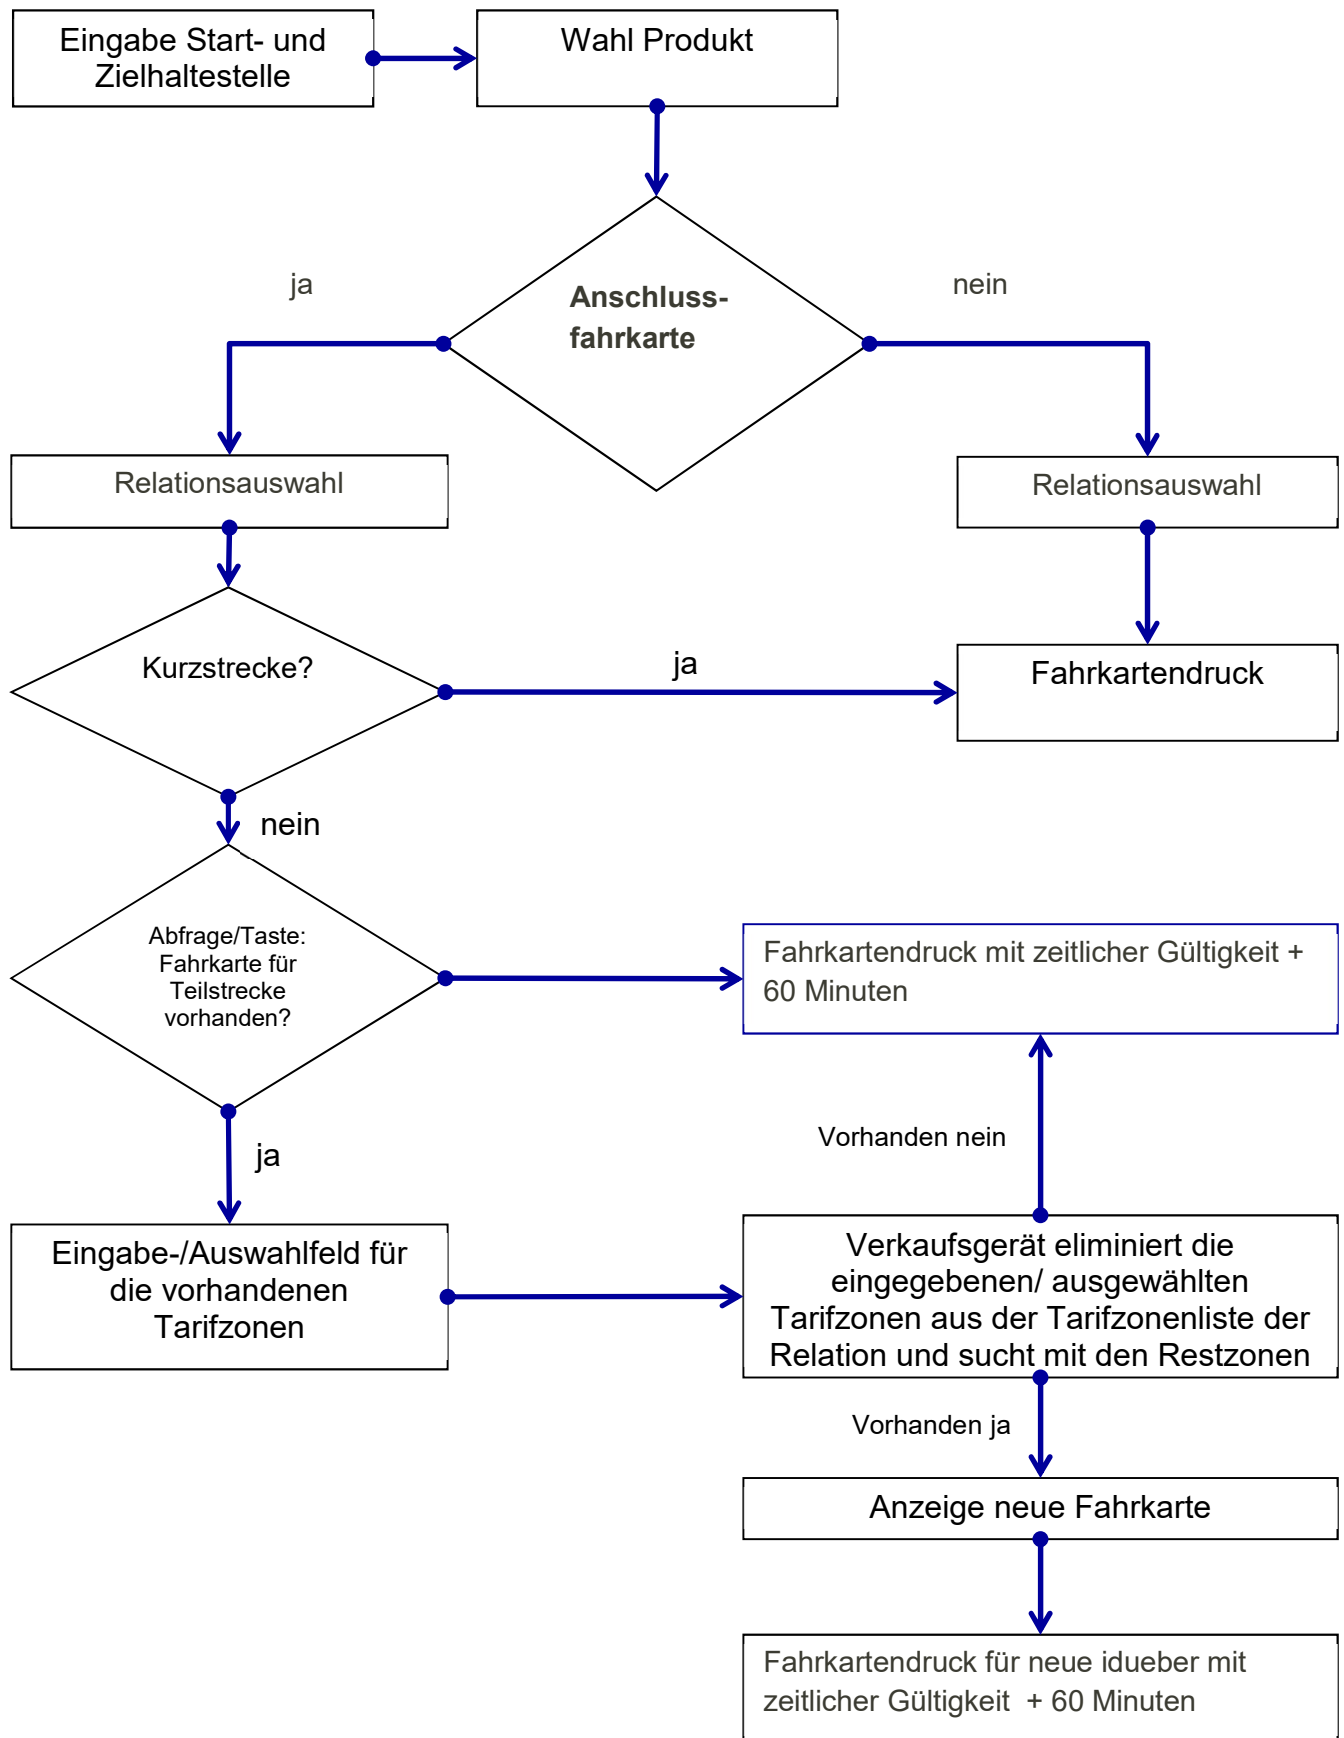 Eingabe Start- und
Zielhaltestelle
Wahl Produkt
ja
Anschluss-
fahrkarte
nein
Relationsauswahl
Relationsauswahl
Kurzstrecke?
ja
Fahrkartendruck
nein
Abfrage/Taste:
Fahrkarte für
Teilstrecke
vorhanden?
Fahrkartendruck mit zeitlicher Gültigkeit +
60 Minuten
Vorhanden nein
ja
Eingabe-/Auswahlfeld für
die vorhandenen
Tarifzonen
Verkaufsgerät eliminiert die
eingegebenen/ ausgewählten
Tarifzonen aus der Tarifzonenliste der
Relation und sucht mit den Restzonen
Vorhanden ja
Anzeige neue Fahrkarte
Fahrkartendruck für neue idueber mit
zeitlicher Gültigkeit + 60 Minuten